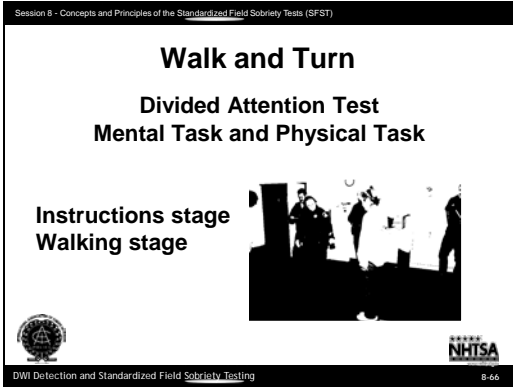 Session 8 - Concepts and Principles of the Standardized Field Sobriety Tests (SFST)
Walk and Turn
Divided Attention Test
Mental Task and Physical Task
Instructions stage
Walking stage
NHTSA
DWI Detection and Standardized Field Sobriety Testing
8-66